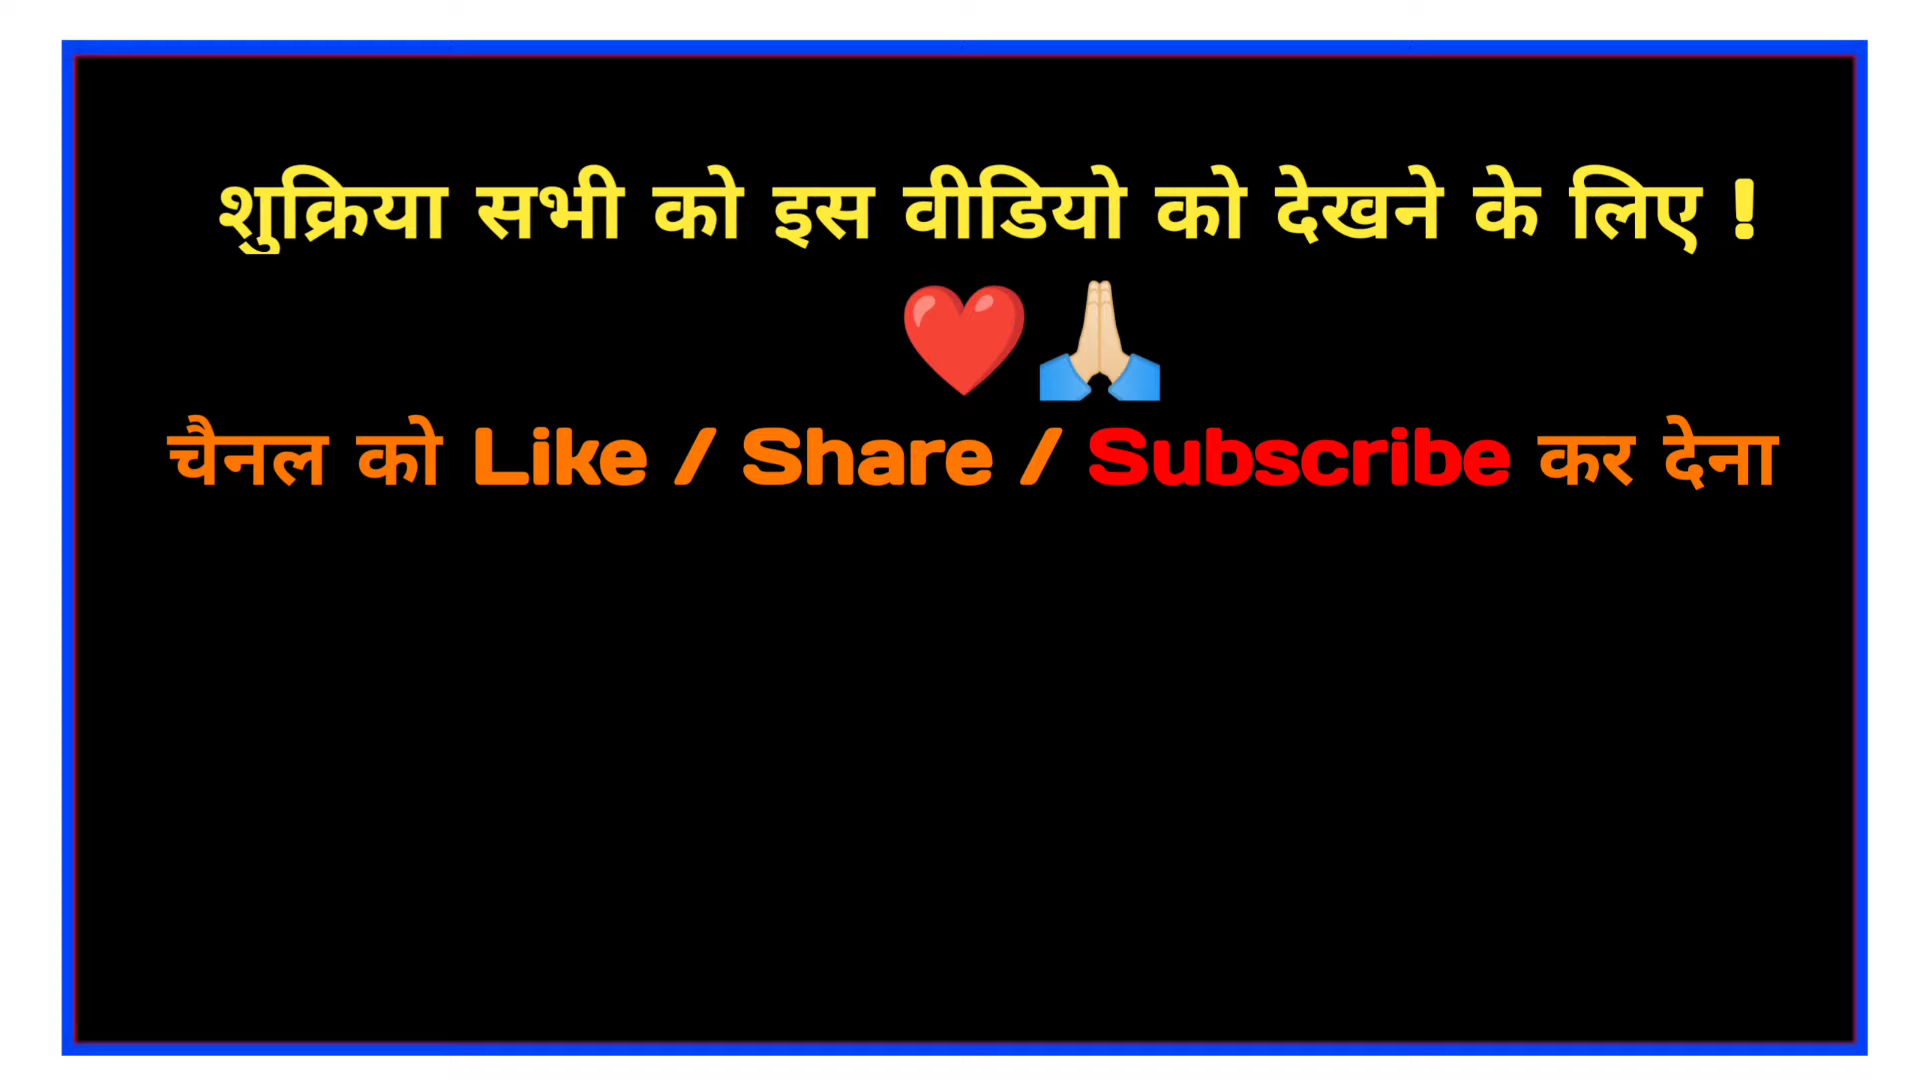 शुक्रिया सभी को इस वीडियो को देखने के लिए !
❤️🙏🏻
चैनल को Like / Share / Subscribe कर देना